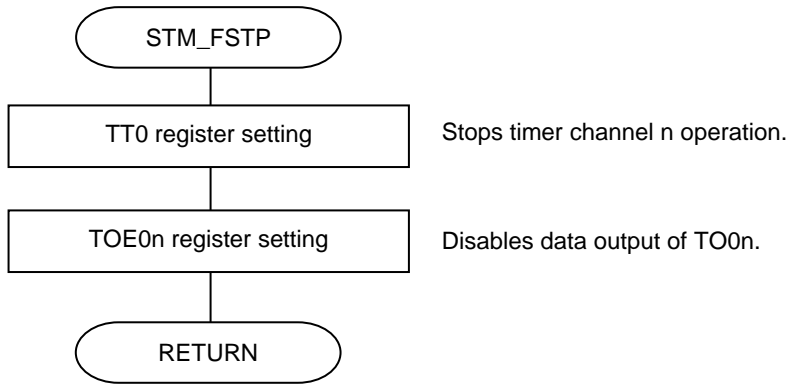 STM_FSTP
TT0 register setting
Stops timer channel n operation.
TOE0n register setting
Disables data output of TO0n.
RETURN